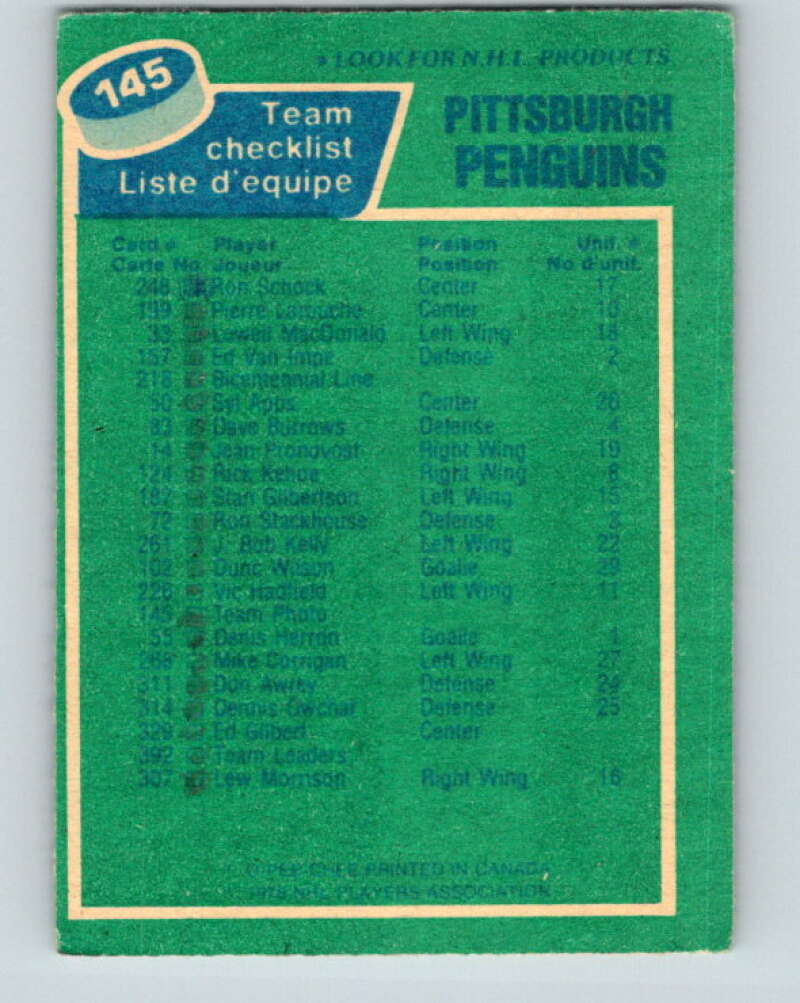 145
* LOOK FOR N.H.L. PRODUCTS
Team
checklist
Liste d'equipe
PITTSBURGH
PENGUINS
Card # Player Position Unif. #
Carte No. Joueur Position No d'unif.
248 Ron Schock Center 17
199 Pierre Larouche Center 10
33 Lowell MacDonald Left Wing 18
157 Ed Van Impe Defense 2
218 Bicentennial Line
50 Syl Apps Center 26
83 Dave Burrows Defense 4
14 Jean Pronovost Right Wing 19
124 Rick Kehoe Right Wing 8
187 Stan Gilbertson Left Wing 15
72 Ron Stackhouse Defense 3
261 J. Bob Kelly Left Wing 22
102 Dunc Wilson Goalie 29
226 Vic Hadfield Left Wing 11
145 Team Photo
55 Denis Herron Goalie 1
268 Mike Corrigan Left Wing 27
311 Don Awrey Defense 24
314 Dennis Owchar Defense 25
329 Ed Gilbert Center
392 Team Leaders
307 Lew Morrison Right Wing 16
O-PEE-CHEE PRINTED IN CANADA
1976 NHL PLAYERS ASSOCIATION